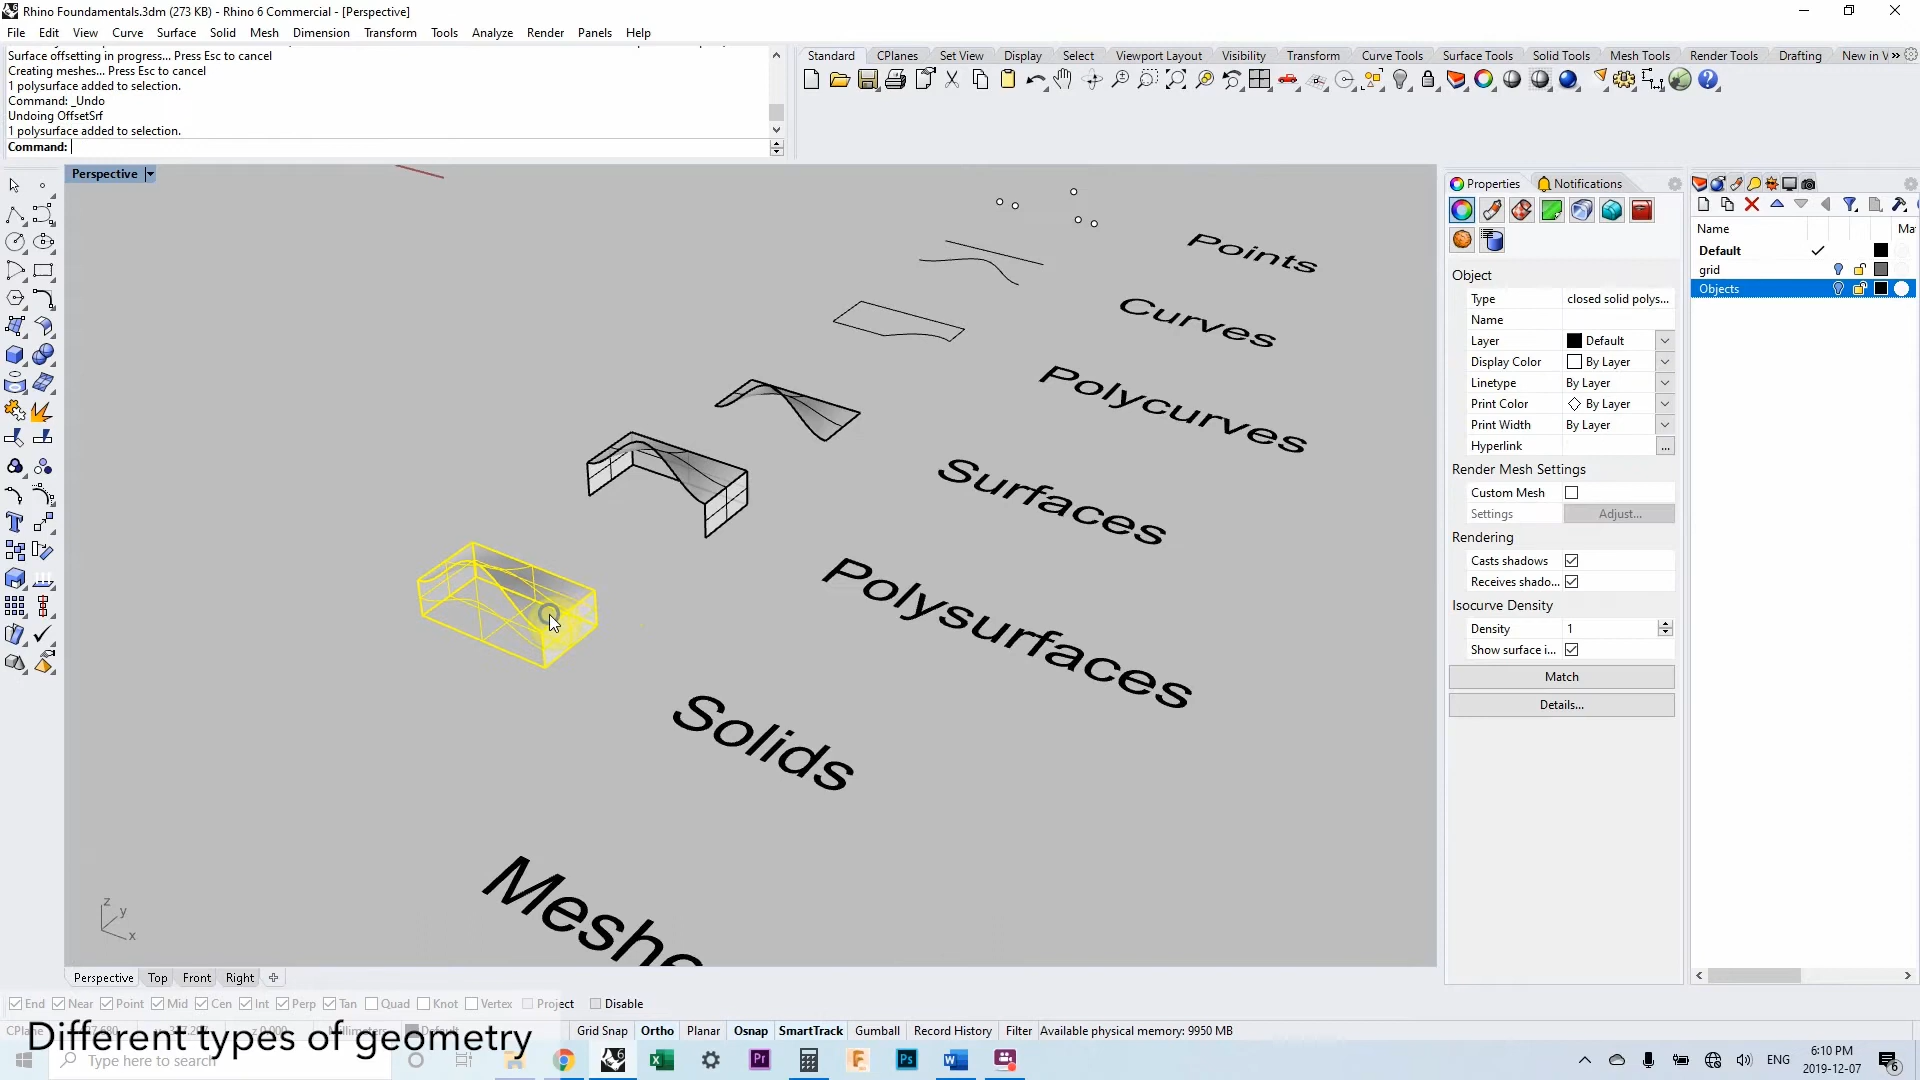 Rhino Foundamentals.3dm (273 KB) - Rhino 6 Commercial - [Perspective]
File Edit View Curve Surface Solid Mesh Dimension Transform Tools Analyze Render Panels Help
Surface offsetting in progress... Press Esc to cancel
Creating meshes... Press Esc to cancel
1 polysurface added to selection.
Command: _Undo
Undoing OffsetSrf
1 polysurface added to selection.
Command:
Standard CPlanes Set View Display Select Viewport Layout Visibility Transform Curve Tools Surface Tools Solid Tools Mesh Tools Render Tools Drafting New in V
Perspective
Points
Curves
Polycurves
Surfaces
Polysurfaces
Solids
Meshe
z
y
x
Properties Notifications
Object
Type closed solid polys...
Name
Layer Default
Display Color By Layer
Linetype By Layer
Print Color By Layer
Print Width By Layer
Hyperlink ...
Render Mesh Settings
Custom Mesh
Settings Adjust...
Rendering
Casts shadows
Receives shado...
Isocurve Density
Density 1
Show surface i...
Match
Details...
Name Ma
Default
grid
Objects
Perspective Top Front Right
End Near Point Mid Cen Int Perp Tan Quad Knot Vertex Project Disable
Different types of geometry
Grid Snap Ortho Planar Osnap SmartTrack Gumball Record History Filter Available physical memory: 9950 MB
Type here to search
ENG
6:10 PM
2019-12-07
6